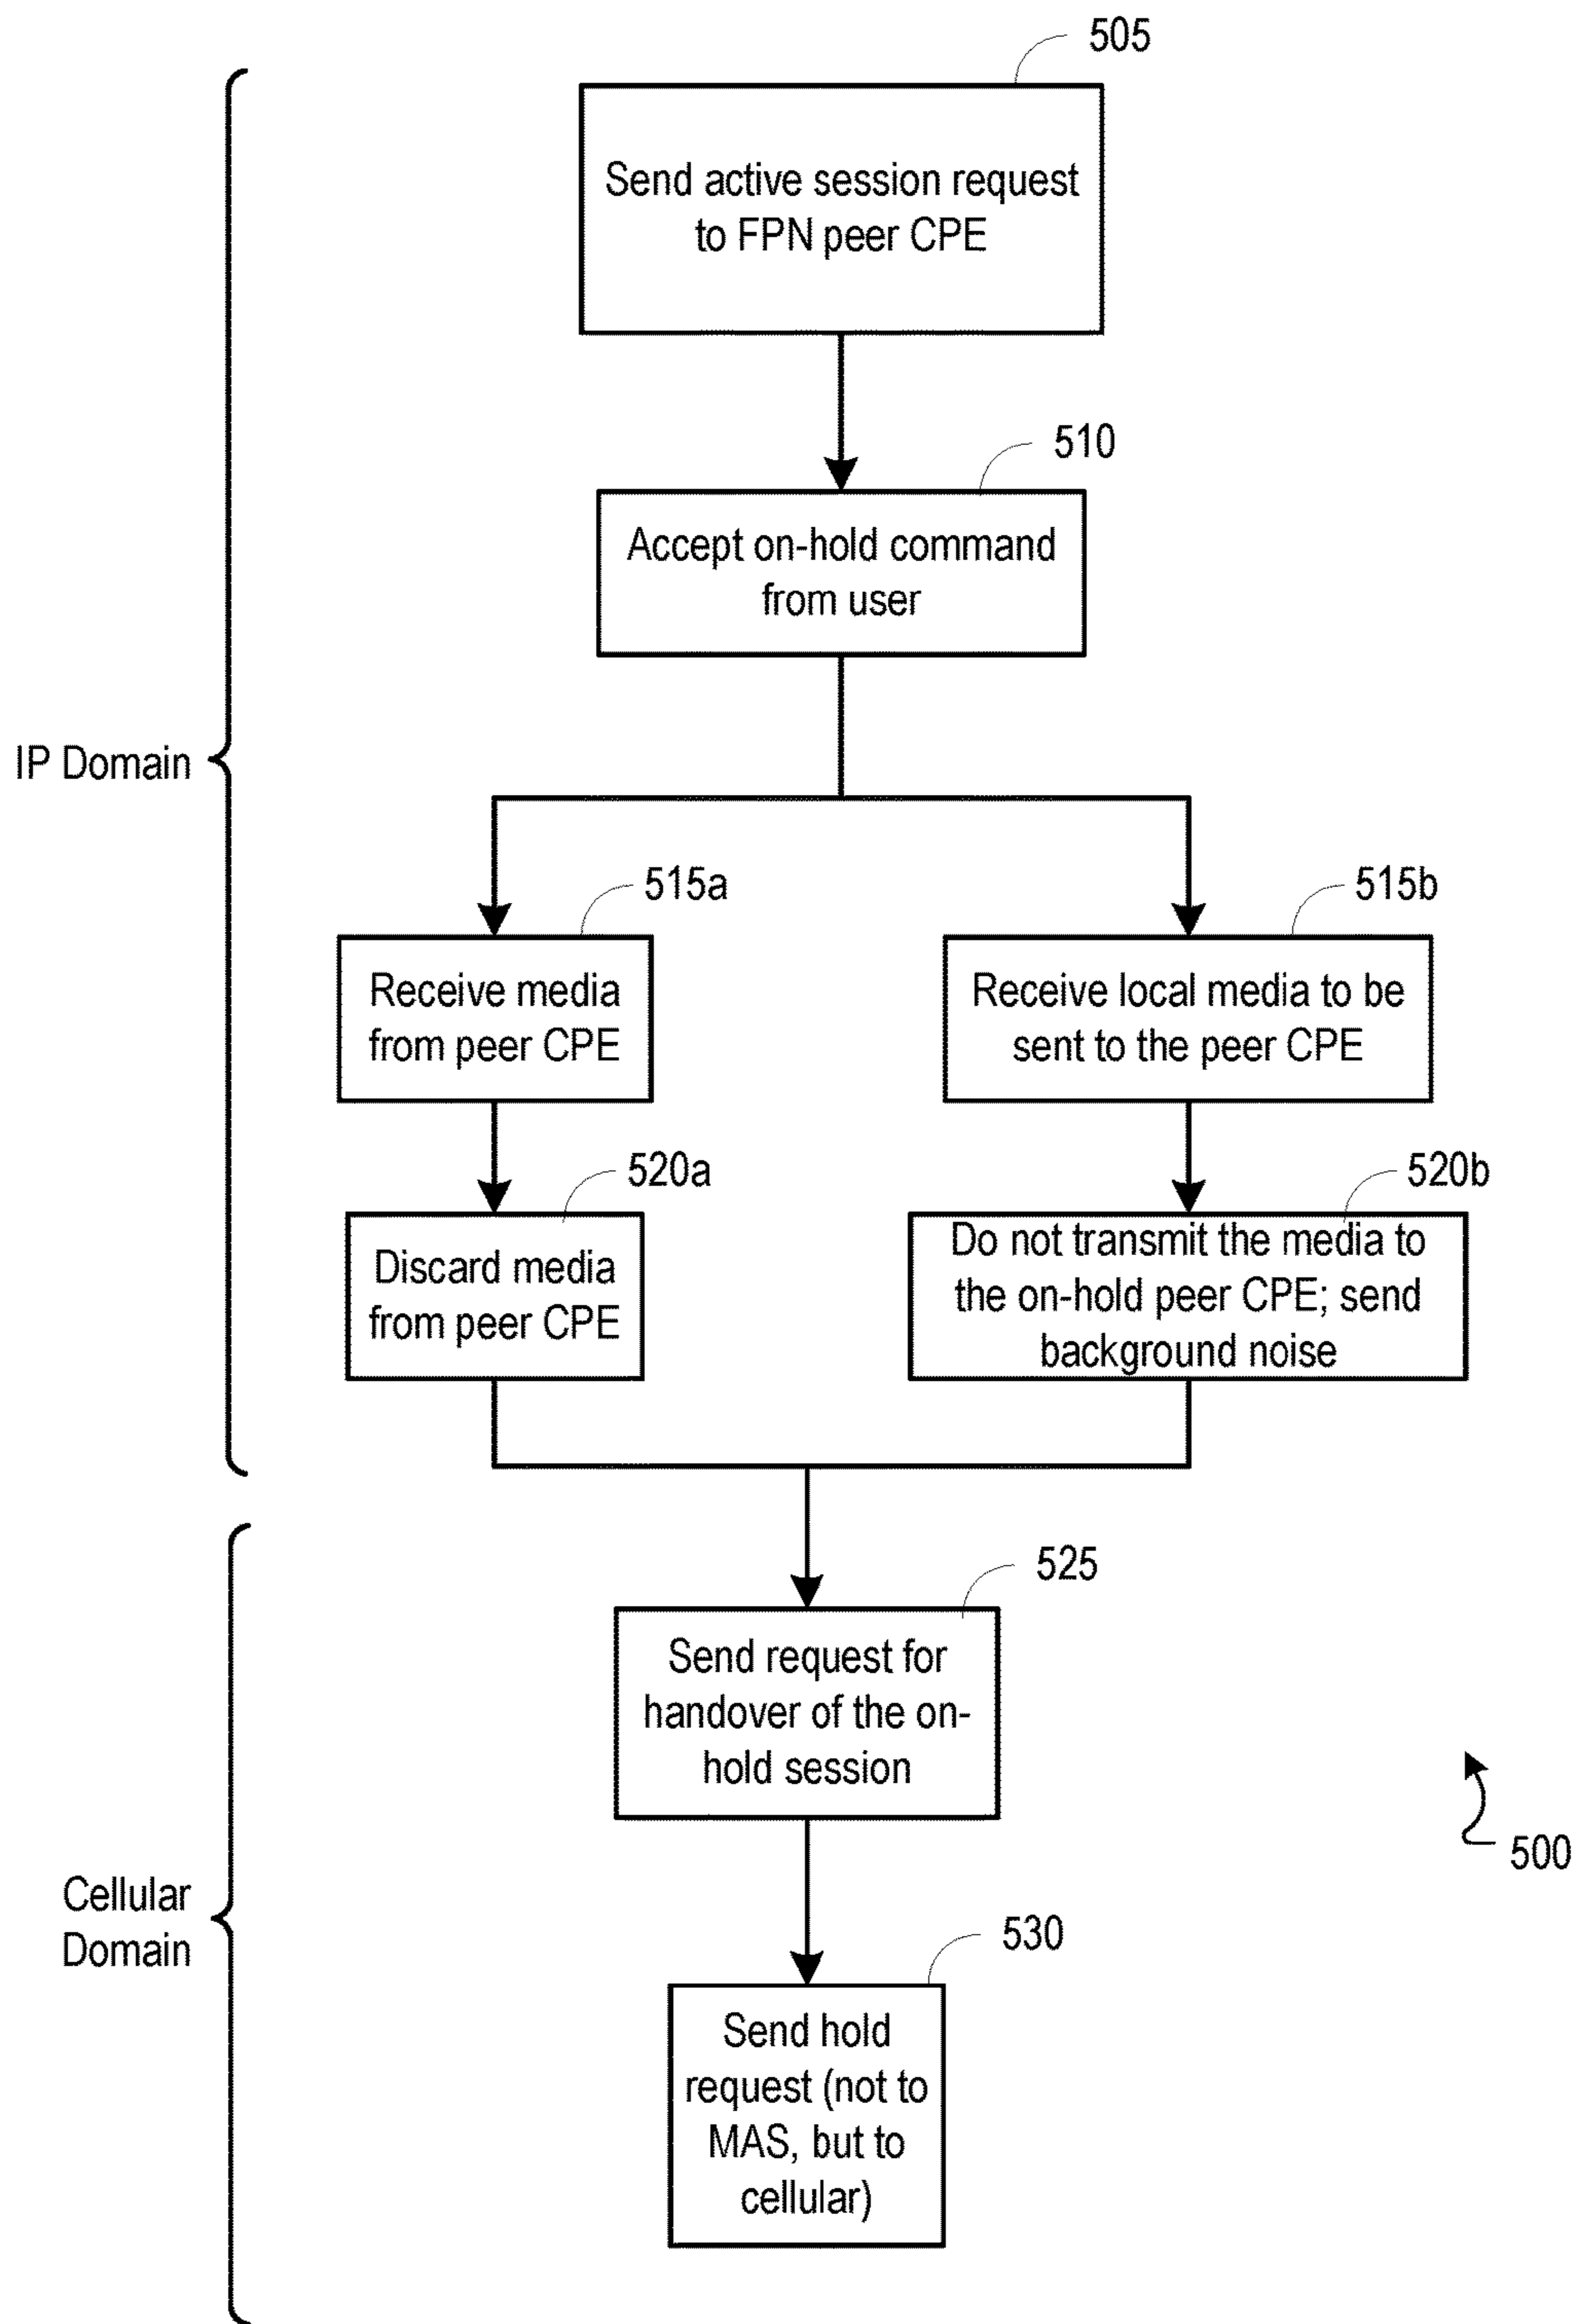 505
Send active session request
to FPN peer CPE
510
Accept on-hold command
from user
IP Domain
515a
Receive media
from peer CPE
515b
Receive local media to be
sent to the peer CPE
520a
Discard media
from peer CPE
520b
Do not transmit the media to
the on-hold peer CPE; send
background noise
525
Send request for
handover of the on-
hold session
500
Cellular
Domain
530
Send hold
request (not to
MAS, but to
cellular)